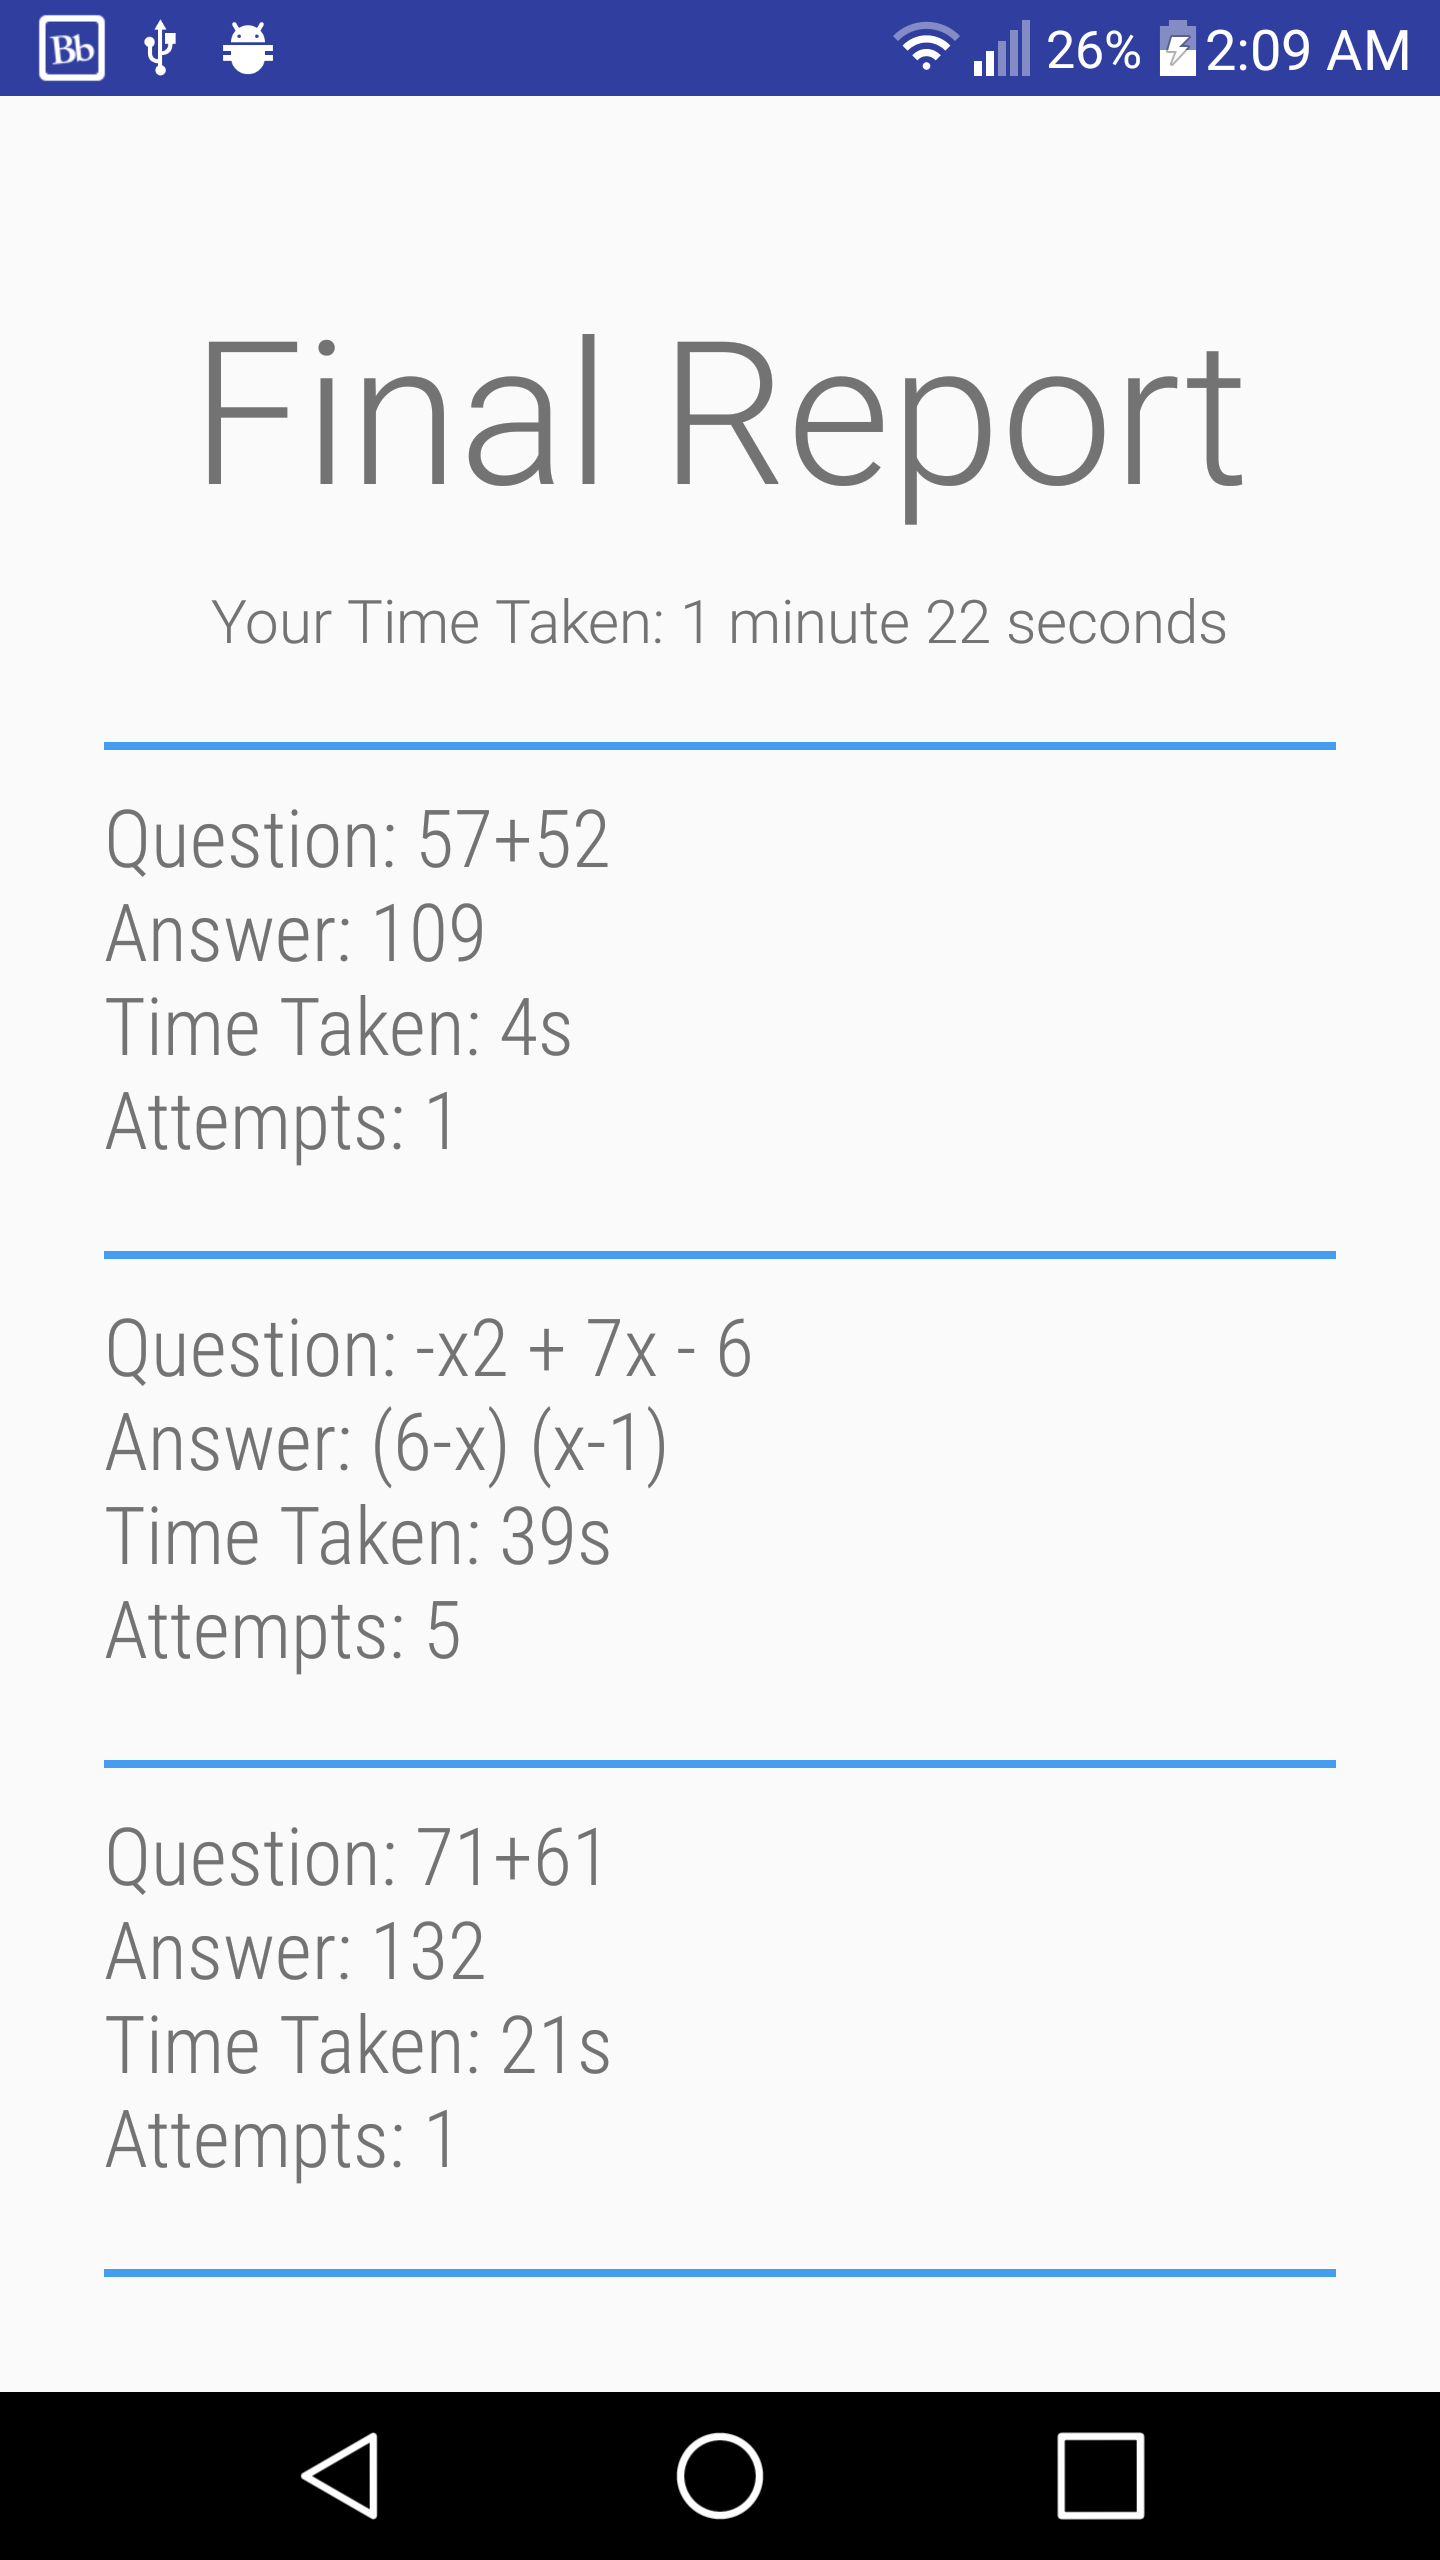 Bb 26% 2:09 AM
Final Report
Your Time Taken: 1 minute 22 seconds
Question: 57+52
Answer: 109
Time Taken: 4s
Attempts: 1
Question: -x2 + 7x - 6
Answer: (6-x) (x-1)
Time Taken: 39s
Attempts: 5
Question: 71+61
Answer: 132
Time Taken: 21s
Attempts: 1